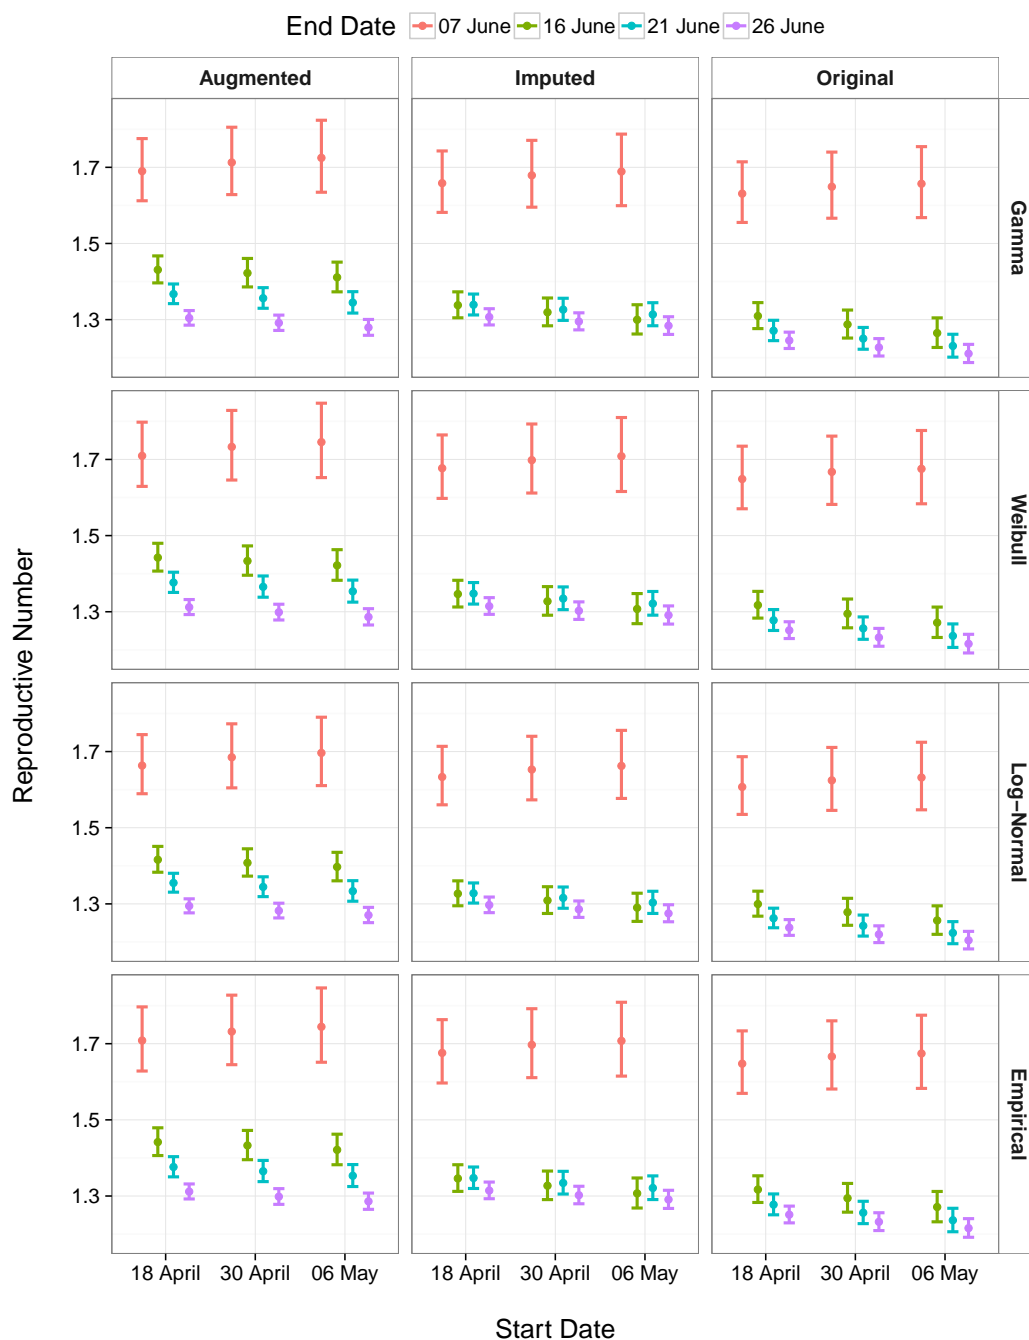 End Date 07 June 16 June 21 June 26 June
Augmented Imputed Original
1.7
1.5
1.3
Gamma
1.7
1.5
1.3
Weibull
1.7
1.5
1.3
Log−Normal
1.7
1.5
1.3
Empirical
Reproductive Number
18 April 30 April 06 May 18 April 30 April 06 May 18 April 30 April 06 May
Start Date